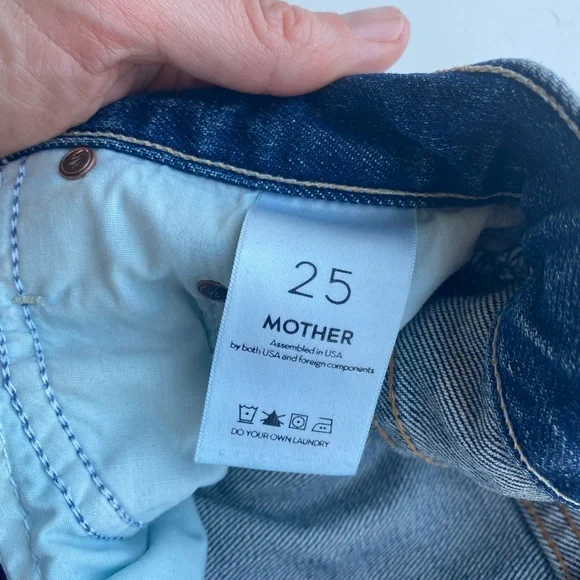 25
MOTHER
Assembled in USA
by both USA and foreign components
DO YOUR OWN LAUNDRY